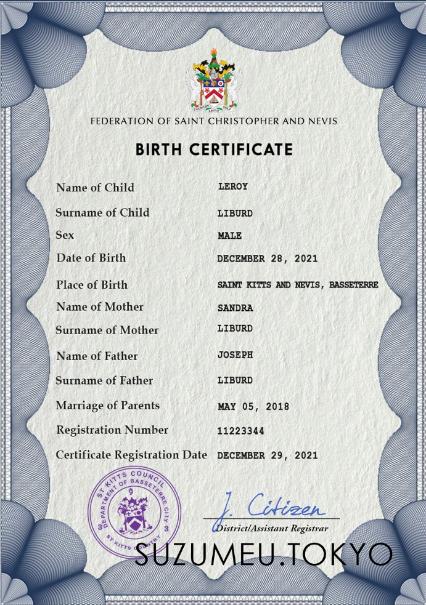 FEDERATION OF SAINT CHRISTOPHER AND NEVIS
BIRTH CERTIFICATE
Name of Child LEROY
Surname of Child LIBURD
Sex MALE
Date of Birth DECEMBER 28, 2021
Place of Birth SAINT KITTS AND NEVIS, BASSETERRE
Name of Mother SANDRA
Surname of Mother LIBURD
Name of Father JOSEPH
Surname of Father LIBURD
Marriage of Parents MAY 05, 2018
Registration Number 11223344
Certificate Registration Date DECEMBER 29, 2021
ST KITTS COUNCIL
DEPARTMENT OF BASSETERRE CITY
J. Citizen
District/Assistant Registrar
SUZUMEU.TOKYO